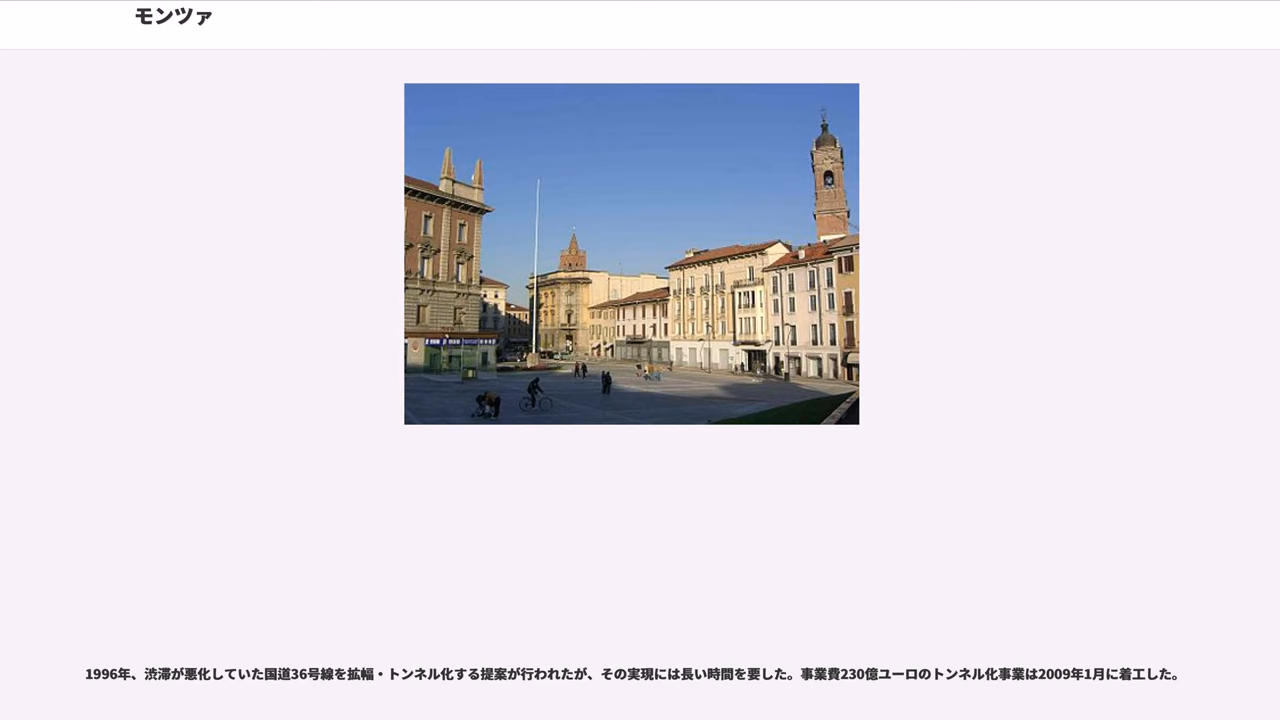 モンツァ
1996年、渋滞が悪化していた国道36号線を拡幅・トンネル化する提案が行われたが、その実現には長い時間を要した。事業費230億ユーロのトンネル化事業は2009年1月に着工した。